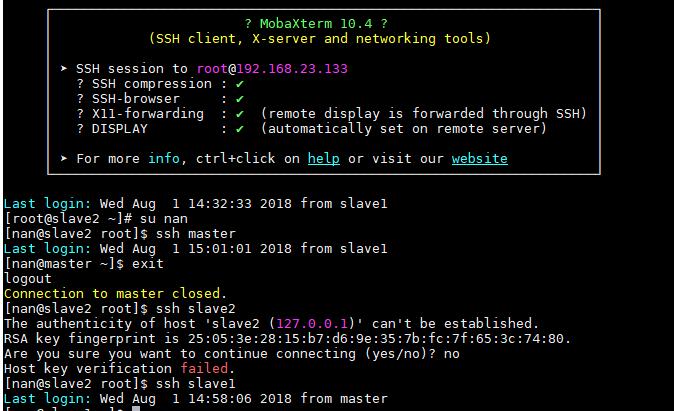 ? MobaXterm 10.4 ?
(SSH client, X-server and networking tools)
➤ SSH session to root@192.168.23.133
? SSH compression : ✔
? SSH-browser : ✔
? X11-forwarding : ✔ (remote display is forwarded through SSH)
? DISPLAY : ✔ (automatically set on remote server)
➤ For more info, ctrl+click on help or visit our website
Last login: Wed Aug 1 14:32:33 2018 from slave1
[root@slave2 ~]# su nan
[nan@slave2 root]$ ssh master
Last login: Wed Aug 1 15:01:01 2018 from slave1
[nan@master ~]$ exit
logout
Connection to master closed.
[nan@slave2 root]$ ssh slave2
The authenticity of host 'slave2 (127.0.0.1)' can't be established.
RSA key fingerprint is 25:05:3e:28:15:b7:d6:9e:35:7b:fc:7f:65:3c:74:80.
Are you sure you want to continue connecting (yes/no)? no
Host key verification failed.
[nan@slave2 root]$ ssh slave1
Last login: Wed Aug 1 14:58:06 2018 from master